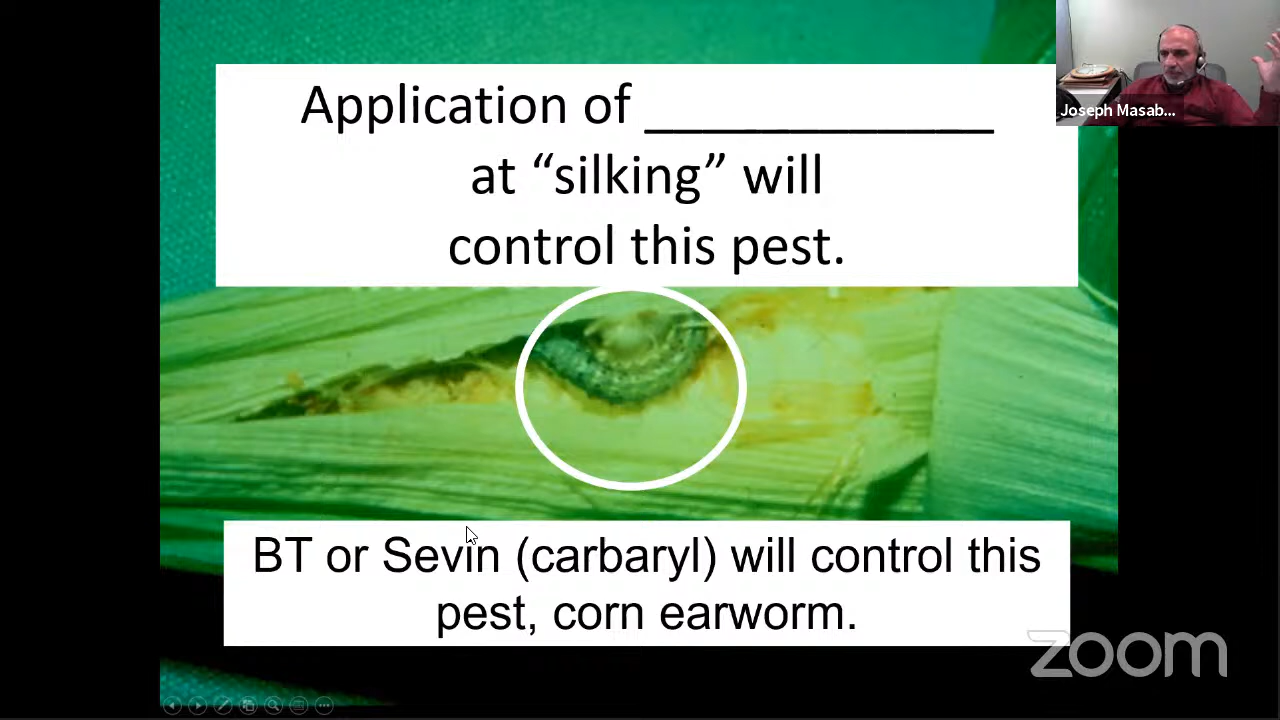 Application of _____________
at “silking” will
control this pest.
Joseph Masab...
BT or Sevin (carbaryl) will control this
pest, corn earworm.
zoom